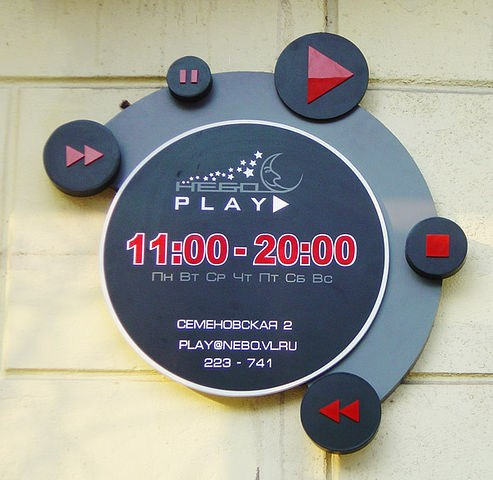 НЕБО
PLAY
11:00 - 20:00
Пн Вт Ср Чт Пт Сб Вс
СЕМЕНОВСКАЯ 2
PLAY@NEBO.VL.RU
223 - 741